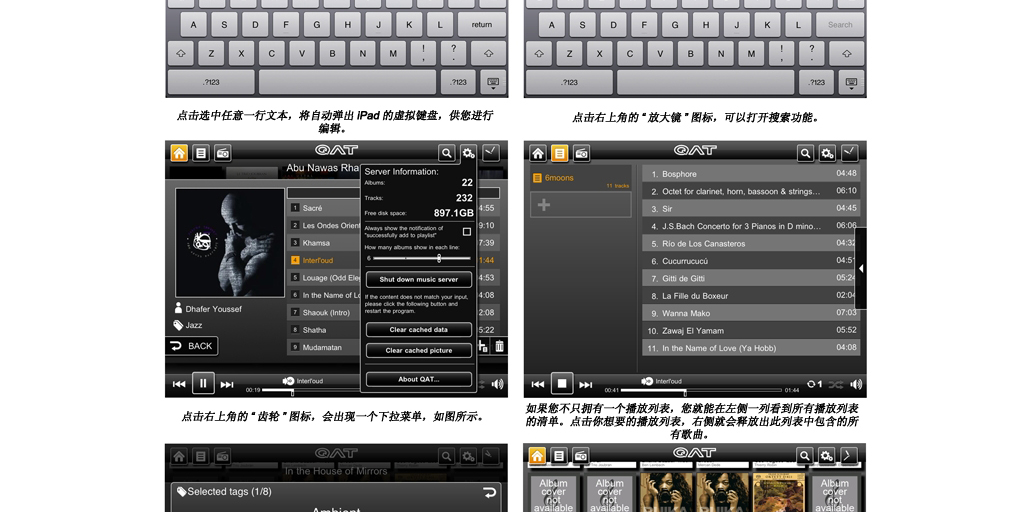 A S D F G H J K L return
Z X C V B N M ! , ? .
.?123 .?123
A S D F G H J K L Search
Z X C V B N M ! , ? .
.?123 .?123
点击选中任意一行文本，将自动弹出 iPad 的虚拟键盘，供您进行
编辑。
点击右上角的 “ 放大镜 ” 图标，可以打开搜索功能。
QAT
Abu Nawas Rha
1 Sacré 4:55
2 Les Ondes Orien 9:10
3 Khamsa 7:39
4 Interf'oud 01:44
5 Louage (Odd Ele 4:53
6 In the Name of Lo 4:08
7 Shaouk (Intro) 2:08
8 Shatha 5:22
9 Mudamatan
Dhafer Youssef
Jazz
BACK
Server Information:
Albums: 22
Tracks: 232
Free disk space: 897.1GB
Always show the notification of
"successfully add to playlist"
How many albums show in each line:
6
Shut down music server
If the content does not match your input,
please click the following button and
restart the program.
Clear cached data
Clear cached picture
About QAT...
Interf'oud
00:19
QAT
6moons
11 tracks
1. Bosphore 04:48
2. Octet for clarinet, horn, bassoon & strings... 06:10
3. Sir 04:45
4. J.S.Bach Concerto for 3 Pianos in D mino... 06:06
5. Río de Los Canasteros 04:32
6. Cucurrucucú 04:51
7. Gitti de Gitti 05:24
8. La Fille du Boxeur 02:04
9. Wanna Mako 07:03
10. Zawaj El Yamam 05:52
11. In the Name of Love (Ya Hobb) 04:08
Interf'oud
00:41 01:44
1
点击右上角的 “ 齿轮 ” 图标，会出现一个下拉菜单，如图所示。
如果您不只拥有一个播放列表，您就能在左侧一列看到所有播放列表
的清单。点击你想要的播放列表，右侧就会释放出此列表中包含的所
有歌曲。
QAT
In the House of Mirrors
Selected tags (1/8)
Ambient
QAT
Album
cover
not
available
Album
cover
not
available
Album
cover
not
available